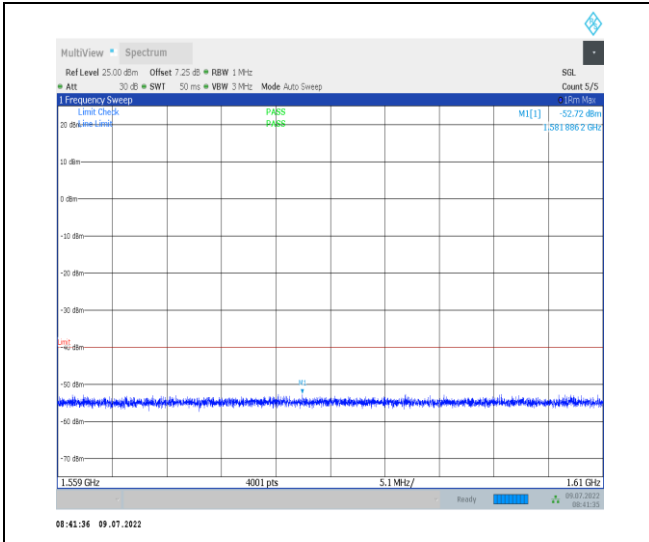 MultiView Spectrum
Ref Level 25.00 dBm Offset 7.25 dB RBW 1 MHz SGL
Att 30 dB SWT 50 ms VBW 3 MHz Mode Auto Sweep Count 5/5
1 Frequency Sweep 1Rm Max
Limit Check PASS M1[1] -52.72 dBm
20 dBm Line Limit PASS 1.581 886 2 GHz
10 dBm
0 dBm
-10 dBm
-20 dBm
-30 dBm
Limit
-40 dBm
-50 dBm
M1
-60 dBm
-70 dBm
1.559 GHz 4001 pts 5.1 MHz/ 1.61 GHz
Ready 09.07.2022
08:41:35
08:41:36 09.07.2022